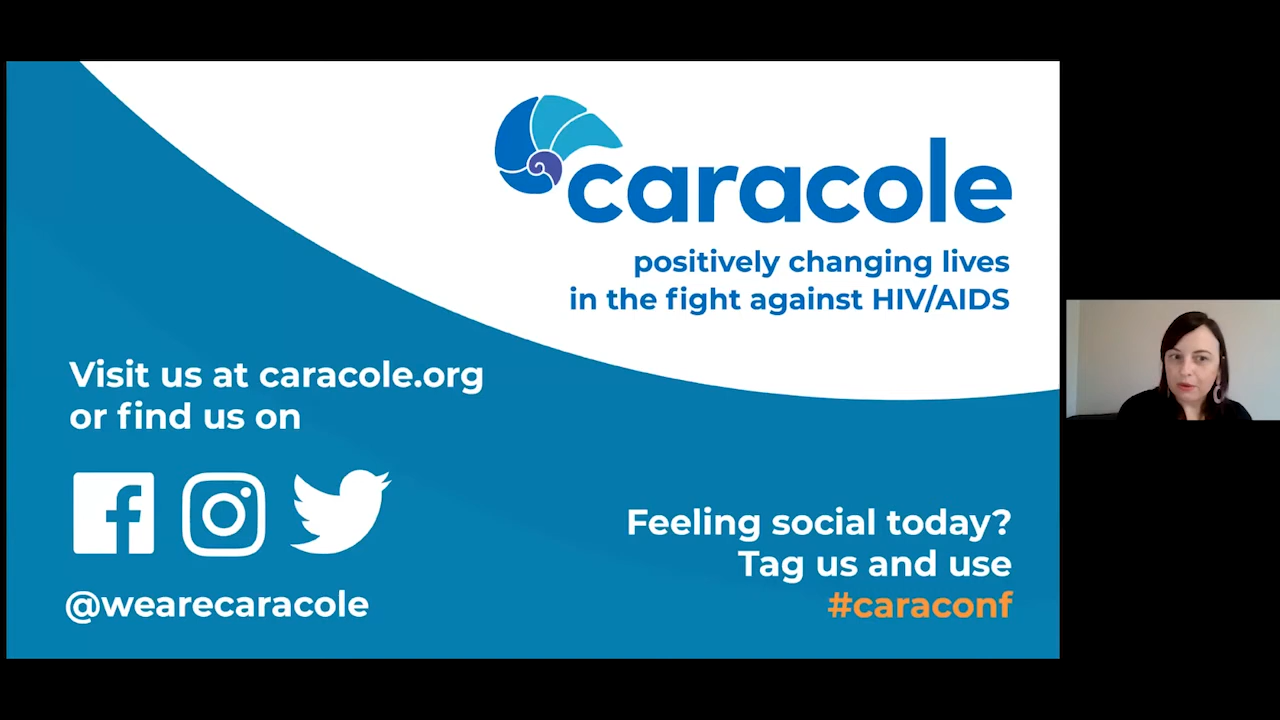 caracole
positively changing lives
in the fight against HIV/AIDS
Visit us at caracole.org
or find us on
@wearecaracole
Feeling social today?
Tag us and use
#caraconf